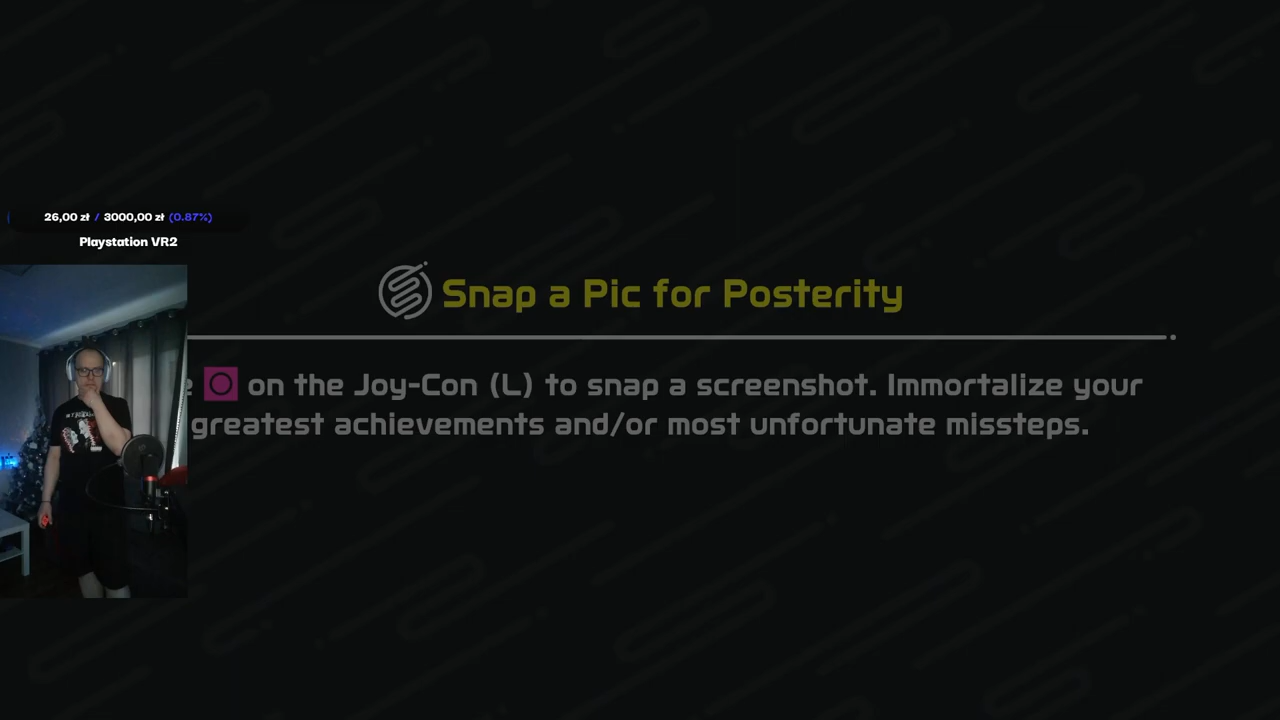 26,00 zł / 3000,00 zł (0.87%)
Playstation VR2
Snap a Pic for Posterity
on the Joy-Con (L) to snap a screenshot. Immortalize your
greatest achievements and/or most unfortunate missteps.